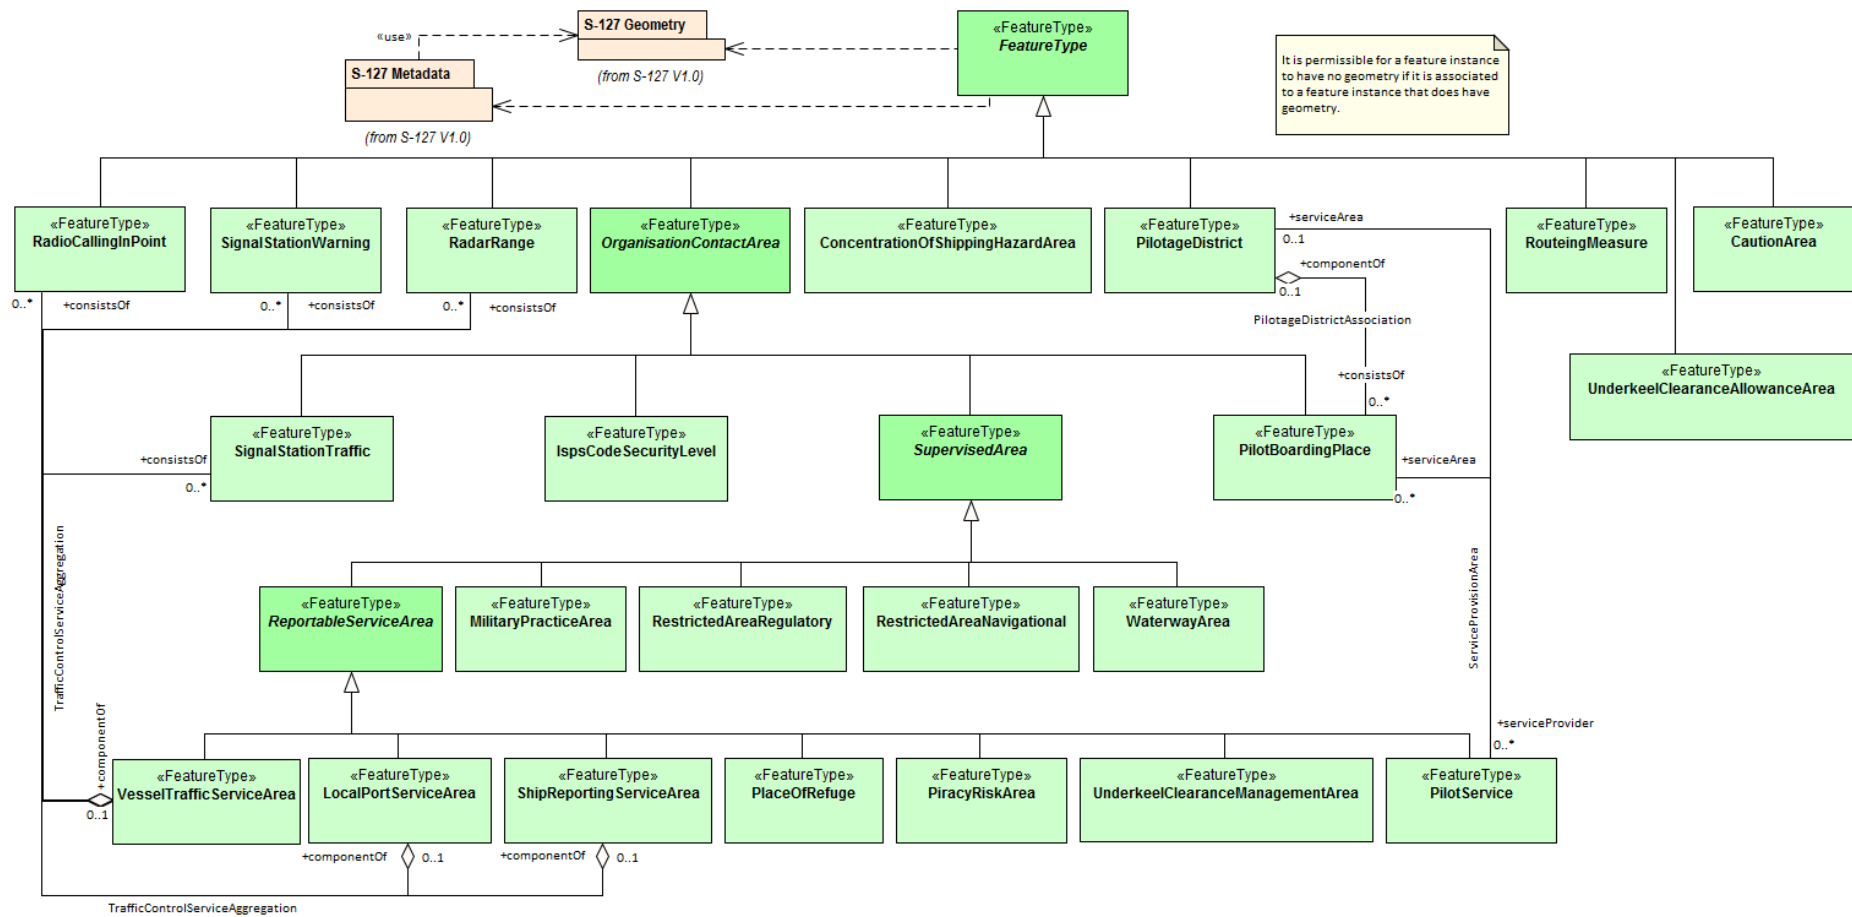 S-127 Geometry
(from S-127 V1.0)
«use»
S-127 Metadata
(from S-127 V1.0)
«FeatureType»
FeatureType
It is permissible for a feature instance
to have no geometry if it is associated
to a feature instance that does have
geometry.
«FeatureType»
RadioCallingInPoint
«FeatureType»
SignalStationWarning
«FeatureType»
RadarRange
«FeatureType»
OrganisationContactArea
«FeatureType»
ConcentrationOfShippingHazardArea
«FeatureType»
PilotageDistrict
+serviceArea
0..1
+componentOf
0..1
«FeatureType»
RouteingMeasure
«FeatureType»
CautionArea
0..*
+consistsOf
0..*
+consistsOf
0..*
+consistsOf
PilotageDistrictAssociation
+consistsOf
0..*
«FeatureType»
UnderkeelClearanceAllowanceArea
+consistsOf
0..*
«FeatureType»
SignalStationTraffic
«FeatureType»
IspsCodeSecurityLevel
«FeatureType»
SupervisedArea
«FeatureType»
PilotBoardingPlace
+serviceArea
0..*
TrafficControlServiceAggregation
ServiceProvisionArea
«FeatureType»
ReportableServiceArea
«FeatureType»
MilitaryPracticeArea
«FeatureType»
RestrictedAreaRegulatory
«FeatureType»
RestrictedAreaNavigational
«FeatureType»
WaterwayArea
+componentOf
0..1
+serviceProvider
0..*
«FeatureType»
VesselTrafficServiceArea
«FeatureType»
LocalPortServiceArea
«FeatureType»
ShipReportingServiceArea
«FeatureType»
PlaceOfRefuge
«FeatureType»
PiracyRiskArea
«FeatureType»
UnderkeelClearanceManagementArea
«FeatureType»
PilotService
+componentOf
0..1
+componentOf
0..1
TrafficControlServiceAggregation